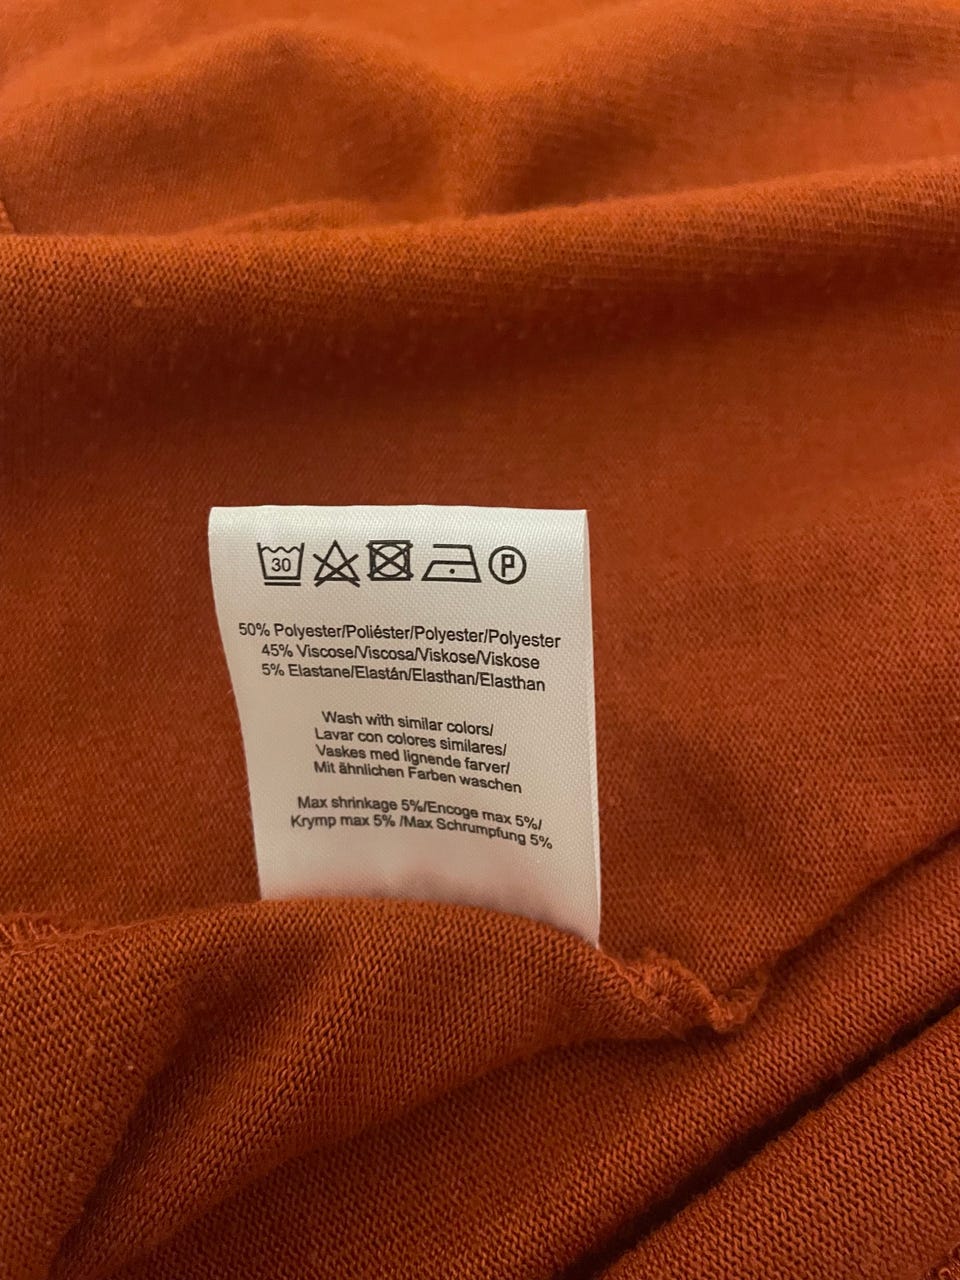 30 P
50% Polyester/Poliéster/Polyester/Polyester
45% Viscose/Viscosa/Viskose/Viskose
5% Elastane/Elastán/Elasthan/Elasthan
Wash with similar colors/
Lavar con colores similares/
Vaskes med lignende farver/
Mit ähnlichen Farben waschen
Max shrinkage 5%/Encoge max 5%/
Krymp max 5% /Max Schrumpfung 5%